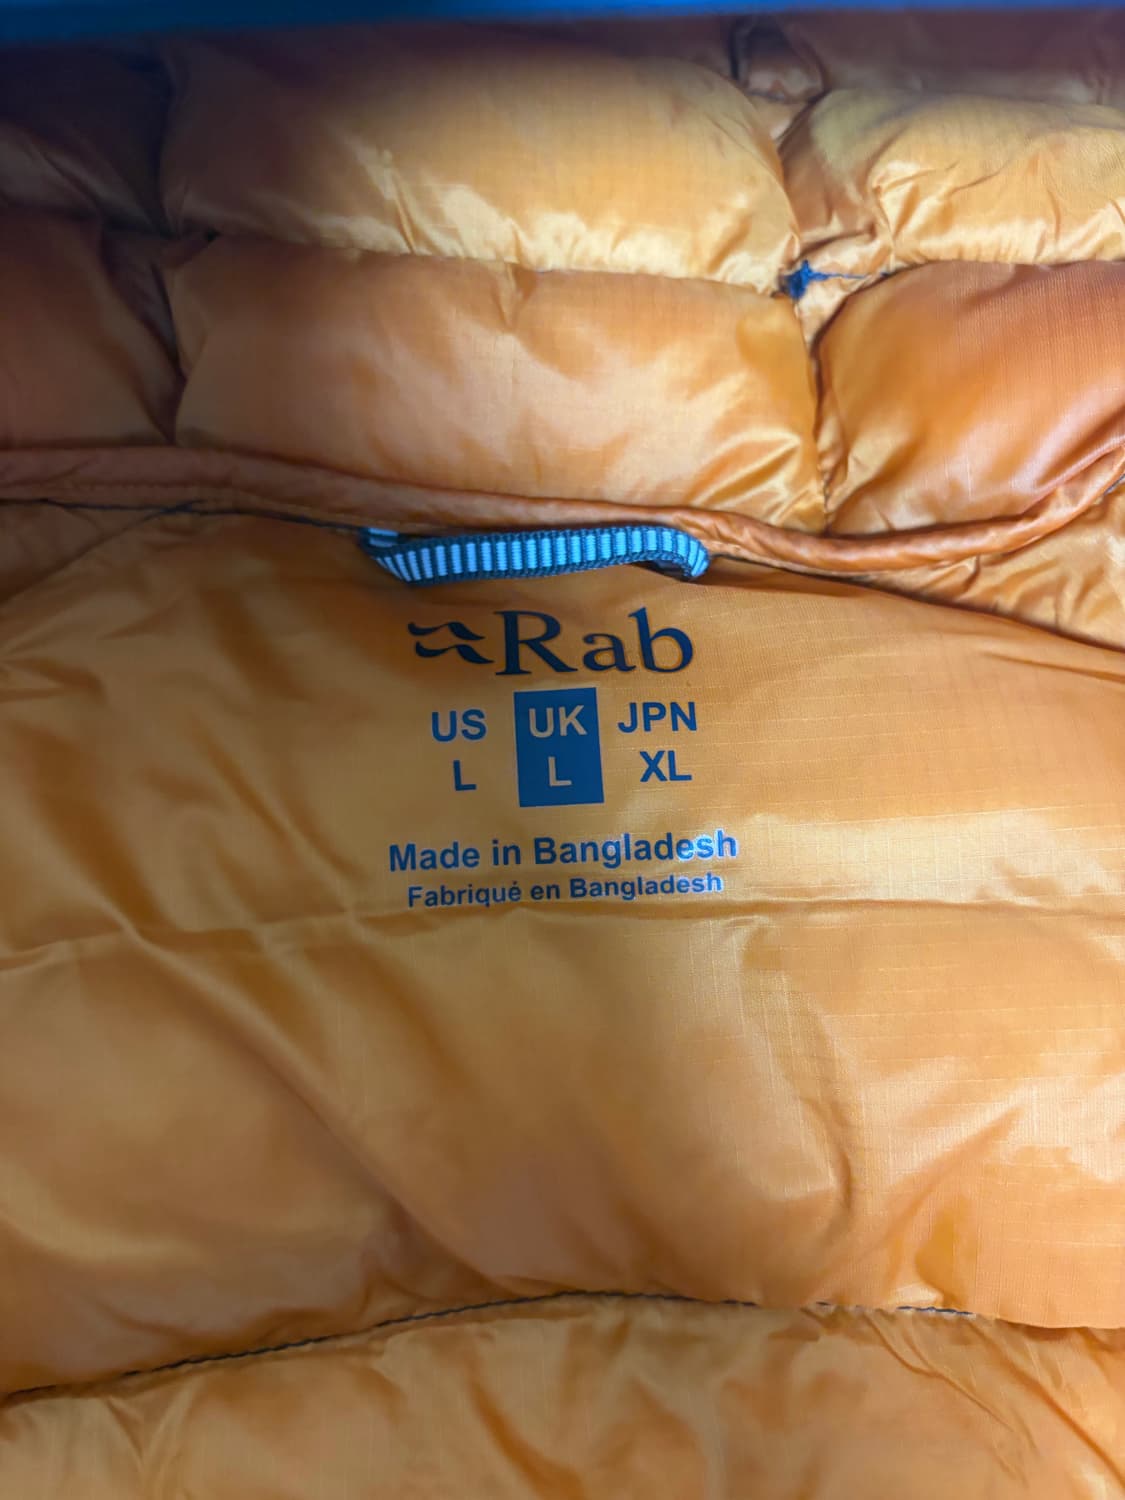 Rab
US UK JPN
L L XL
Made in Bangladesh
Fabriqué en Bangladesh